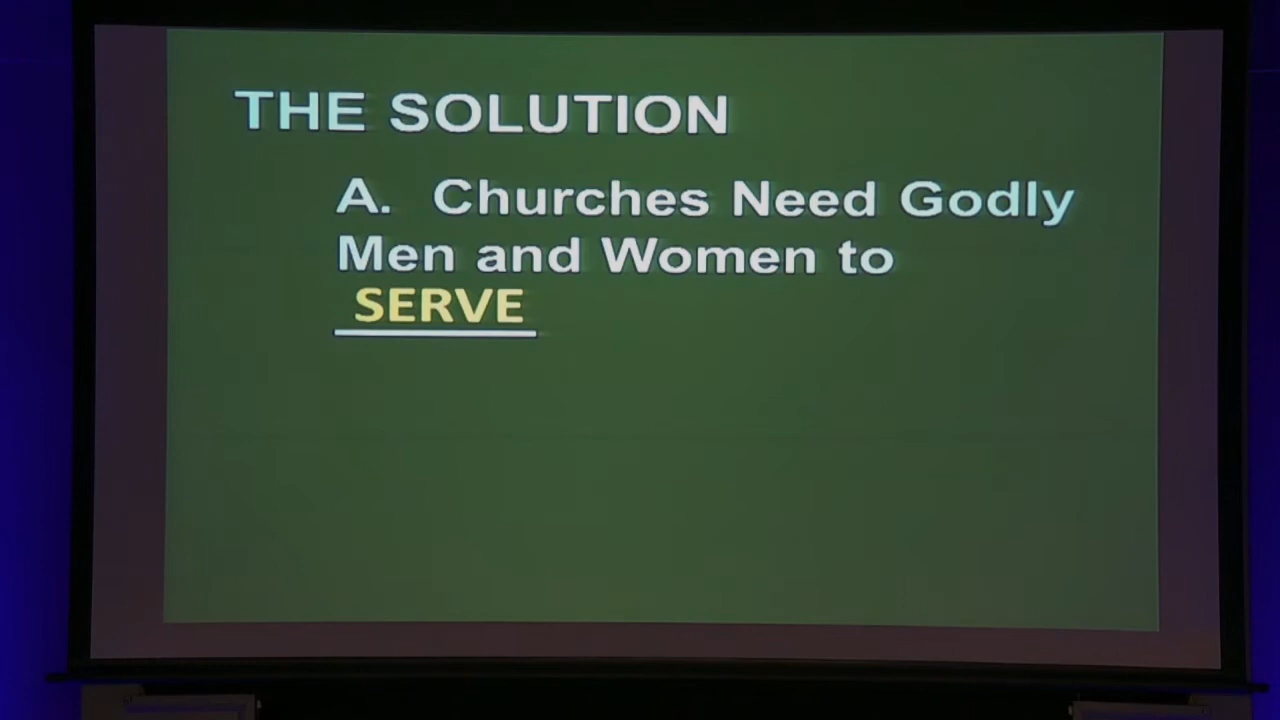 THE SOLUTION
A. Churches Need Godly
Men and Women to
SERVE